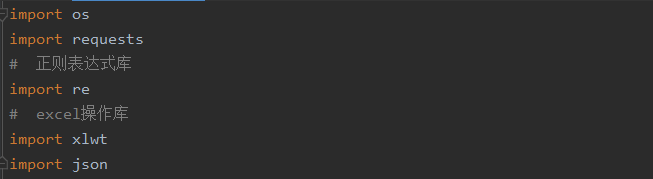 import os
import requests
#  正则表达式库
import re
#  excel操作库
import xlwt
import json